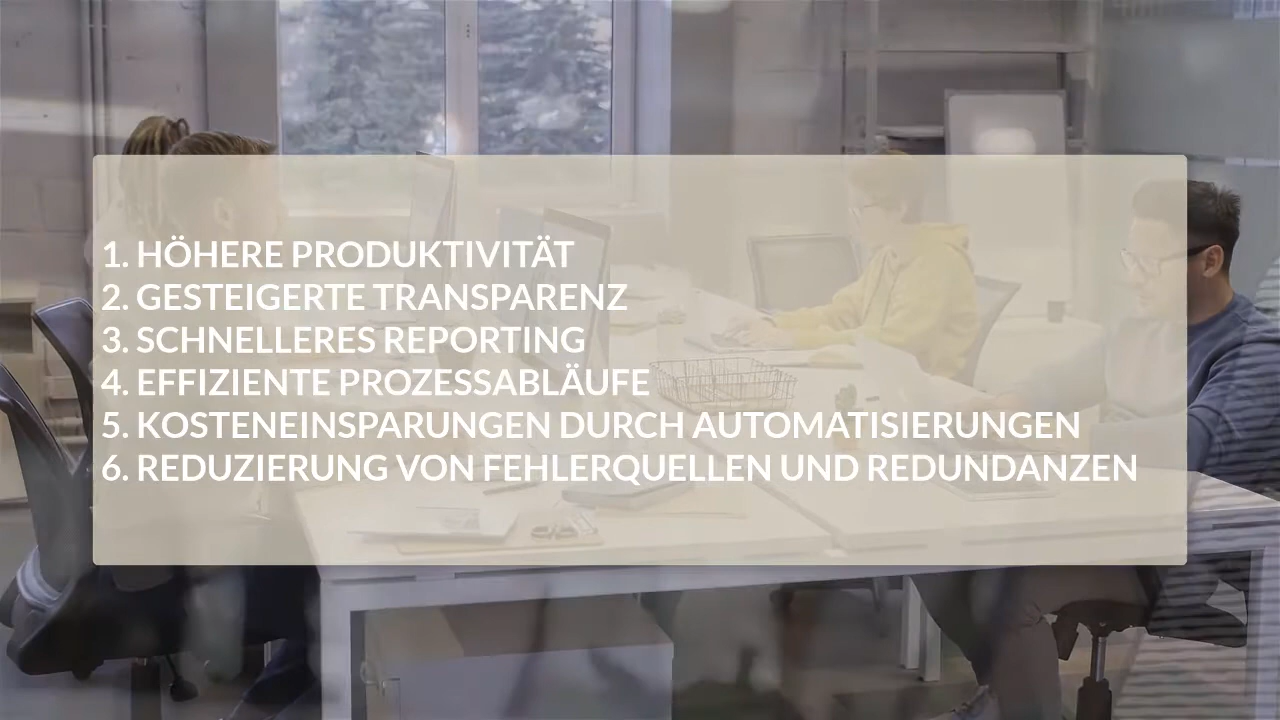 1. HÖHERE PRODUKTIVITÄT
2. GESTEIGERTE TRANSPARENZ
3. SCHNELLERES REPORTING
4. EFFIZIENTE PROZESSABLÄUFE
5. KOSTENEINSPARUNGEN DURCH AUTOMATISIERUNGEN
6. REDUZIERUNG VON FEHLERQUELLEN UND REDUNDANZEN